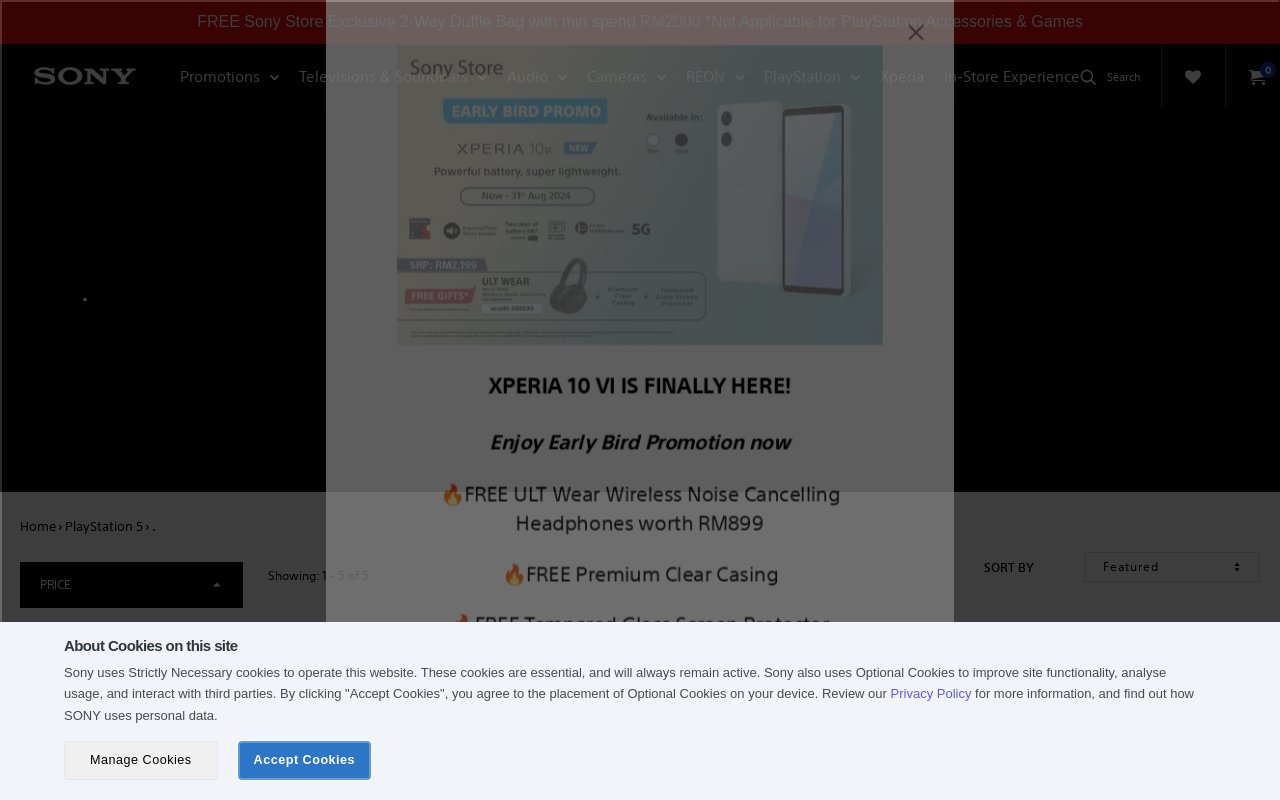 FREE Sony Store Exclusive 2-Way Duffle Bag with min spend RM2000 *Not Applicable for PlayStation Accessories & Games
SONY
Promotions
Televisions & Soundbars
Audio
Cameras
REON
PlayStation
Xperia
In-Store Experience
Search
0
Sony Store
EARLY BIRD PROMO
Available in:
XPERIA 10 VI
NEW
Powerful battery, super lightweight.
Now - 31st Aug 2024
5G
SRP: RM2,199
ULT WEAR
FREE GIFTS*
worth RM899
XPERIA 10 VI IS FINALLY HERE!
Enjoy Early Bird Promotion now
🔥FREE ULT Wear Wireless Noise Cancelling
Headphones worth RM899
🔥FREE Premium Clear Casing
🔥FREE Tempered Glass Screen Protector
Home › PlayStation 5 › .
PRICE
Showing: 1 - 5 of 5
SORT BY
Featured
About Cookies on this site
Sony uses Strictly Necessary cookies to operate this website. These cookies are essential, and will always remain active. Sony also uses Optional Cookies to improve site functionality, analyse
usage, and interact with third parties. By clicking "Accept Cookies", you agree to the placement of Optional Cookies on your device. Review our Privacy Policy for more information, and find out how
SONY uses personal data.
Manage Cookies
Accept Cookies